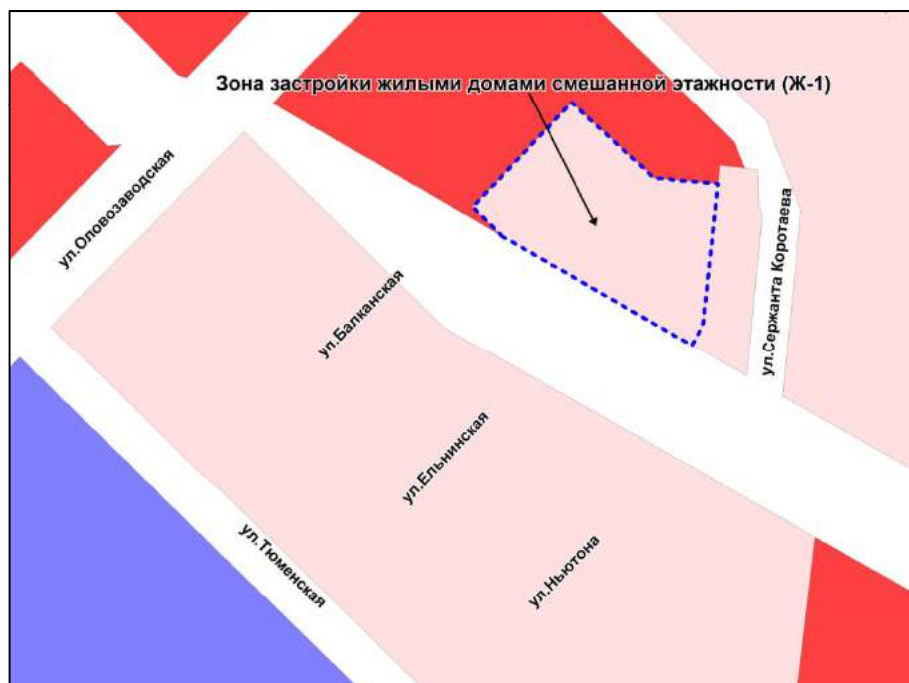 Зона застройки жилыми домами смешанной этажности (Ж-1)
ул.Оловозаводская
ул.Сержанта Коротаева
ул.Балканская
ул.Ельнинская
ул.Ньютона
ул.Тюменская